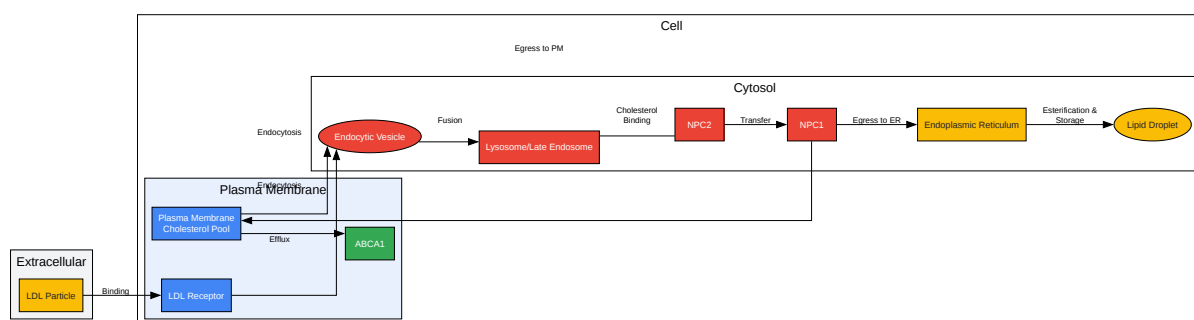 Cell
Egress to PM
Cytosol
Endocytosis
Endocytic Vesicle
Fusion
Lysosome/Late Endosome
Cholesterol
Binding
NPC2
Transfer
NPC1
Egress to ER
Endoplasmic Reticulum
Esterification &
Storage
Lipid Droplet
Endocytosis
Plasma Membrane
Plasma Membrane
Cholesterol Pool
Efflux
ABCA1
Extracellular
LDL Particle
Binding
LDL Receptor